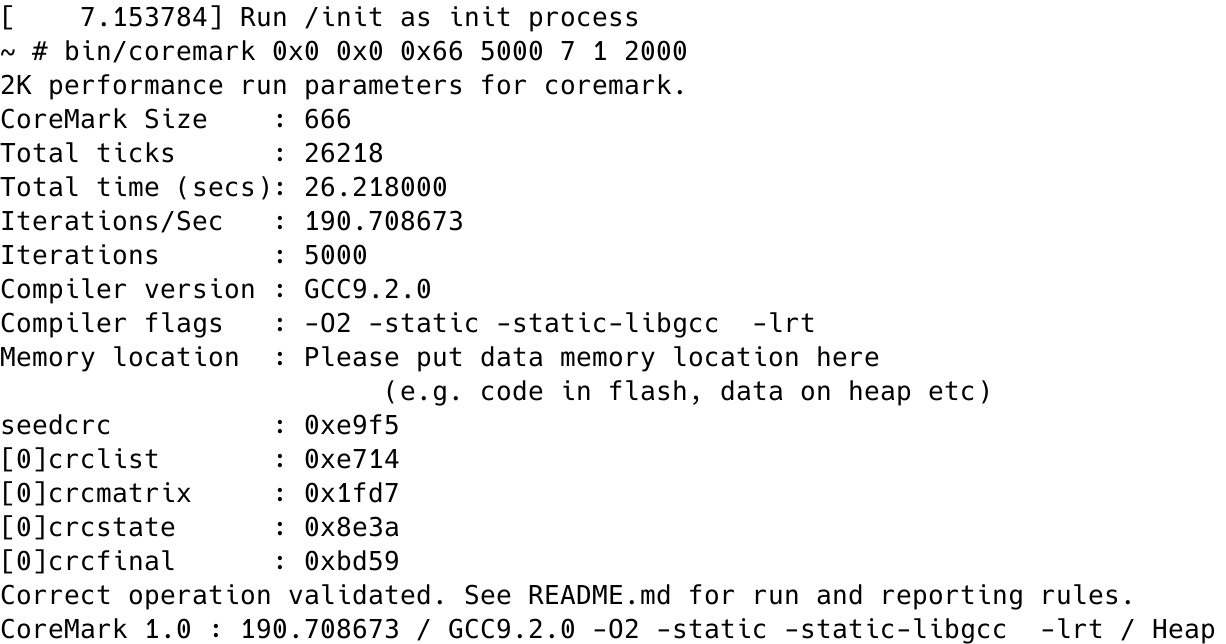 [    7.153784] Run /init as init process
~ # bin/coremark 0x0 0x0 0x66 5000 7 1 2000
2K performance run parameters for coremark.
CoreMark Size    : 666
Total ticks      : 26218
Total time (secs): 26.218000
Iterations/Sec   : 190.708673
Iterations       : 5000
Compiler version : GCC9.2.0
Compiler flags   : -O2 -static -static-libgcc  -lrt
Memory location  : Please put data memory location here
                        (e.g. code in flash, data on heap etc)
seedcrc          : 0xe9f5
[0]crclist       : 0xe714
[0]crcmatrix     : 0x1fd7
[0]crcstate      : 0x8e3a
[0]crcfinal      : 0xbd59
Correct operation validated. See README.md for run and reporting rules.
CoreMark 1.0 : 190.708673 / GCC9.2.0 -O2 -static -static-libgcc  -lrt / Heap